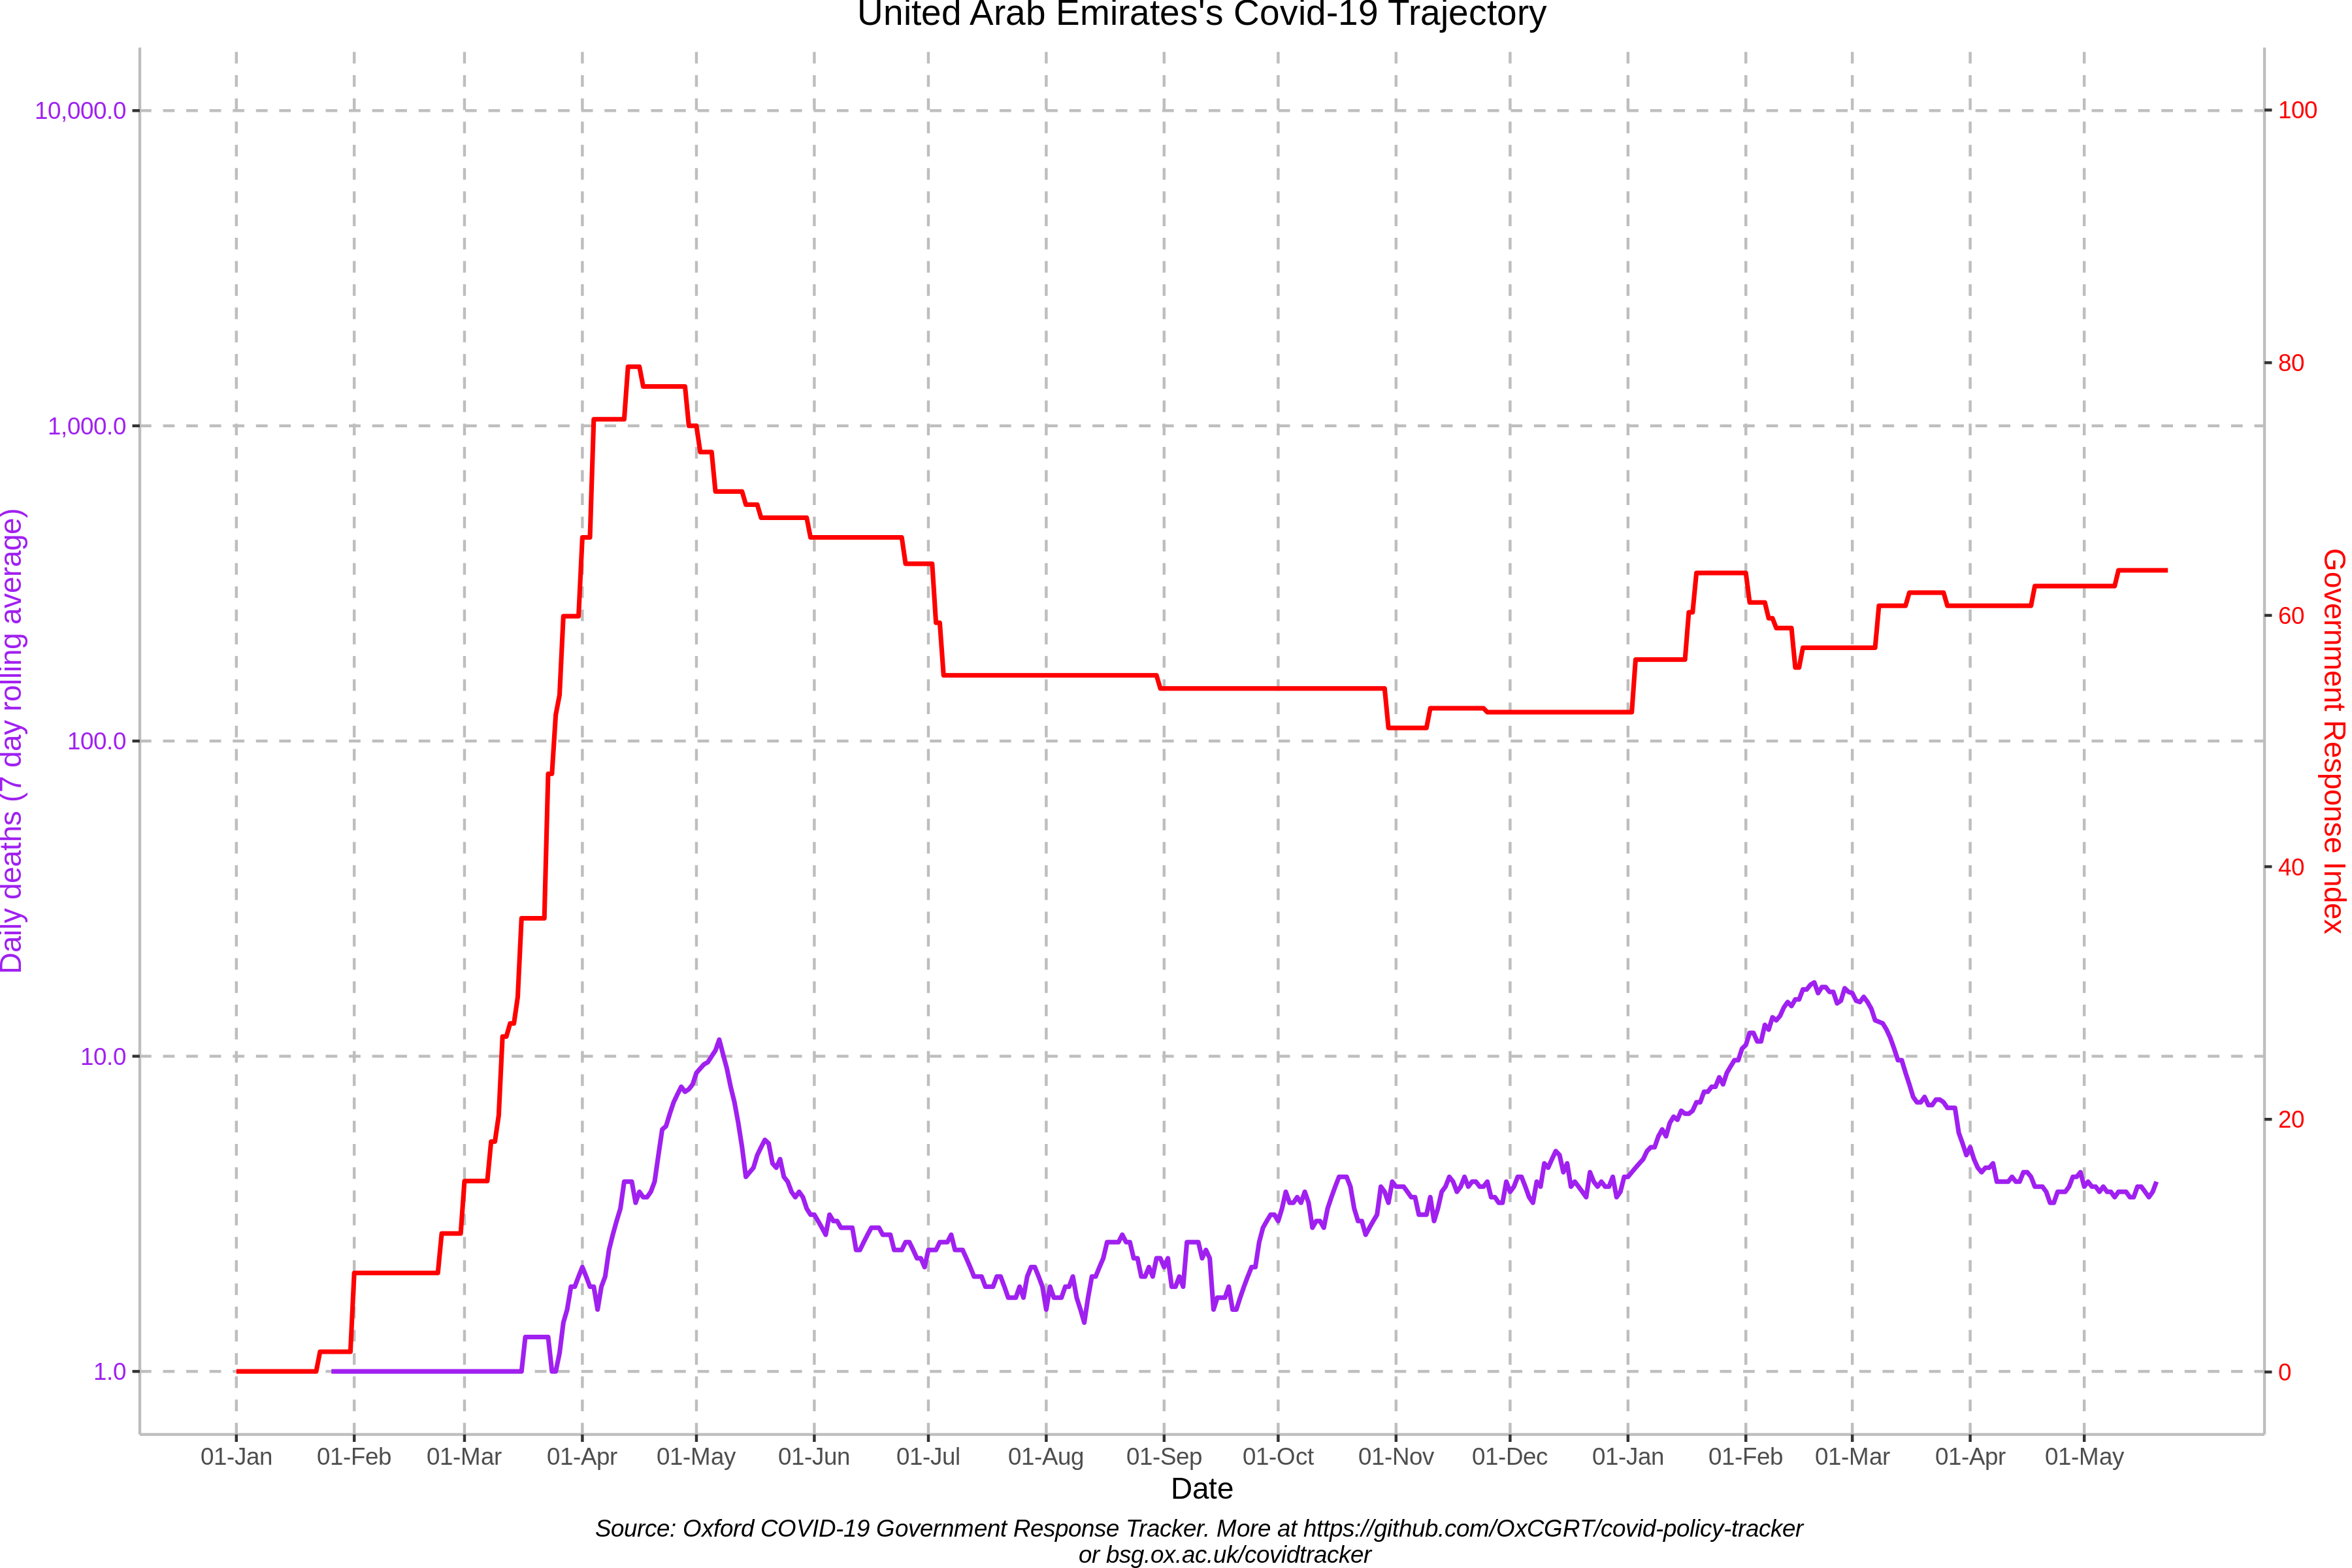 United Arab Emirates's Covid-19 Trajectory
10,000.0
1,000.0
100.0
10.0
1.0
Daily deaths (7 day rolling average)
100
80
60
40
20
0
Government Response Index
01-Jan 01-Feb 01-Mar 01-Apr 01-May 01-Jun 01-Jul 01-Aug 01-Sep 01-Oct 01-Nov 01-Dec 01-Jan 01-Feb 01-Mar 01-Apr 01-May
Date
Source: Oxford COVID-19 Government Response Tracker. More at https://github.com/OxCGRT/covid-policy-tracker
or bsg.ox.ac.uk/covidtracker